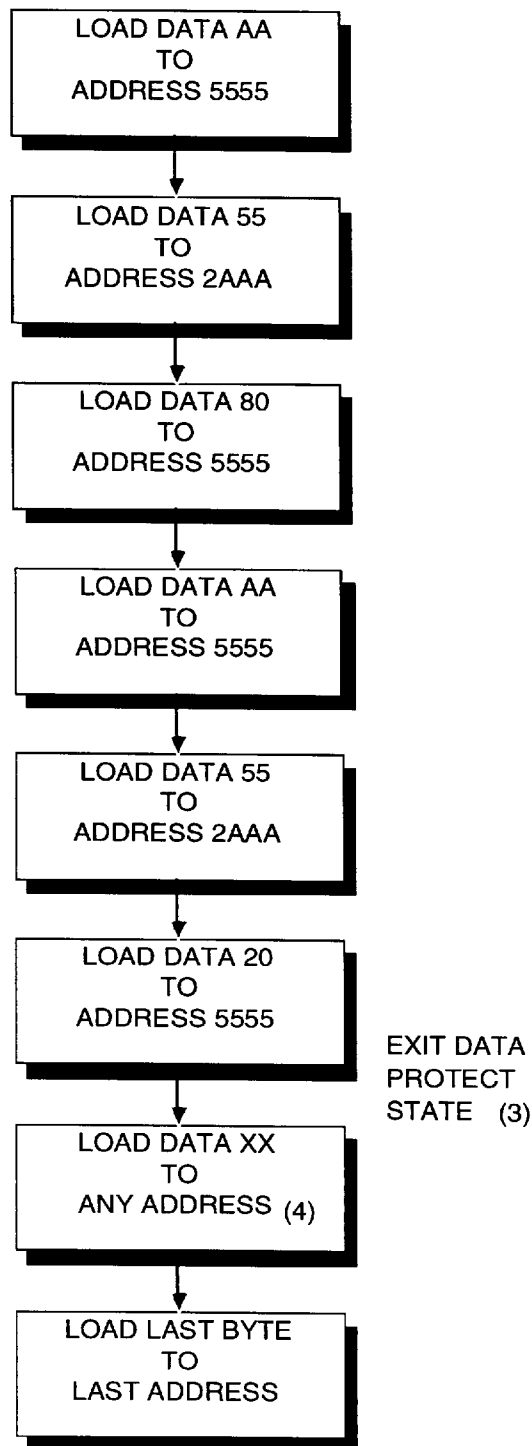 LOAD DATA AA
TO
ADDRESS 5555
LOAD DATA 55
TO
ADDRESS 2AAA
LOAD DATA 80
TO
ADDRESS 5555
LOAD DATA AA
TO
ADDRESS 5555
LOAD DATA 55
TO
ADDRESS 2AAA
LOAD DATA 20
TO
ADDRESS 5555
EXIT DATA
PROTECT
STATE (3)
LOAD DATA XX
TO
ANY ADDRESS (4)
LOAD LAST BYTE
TO
LAST ADDRESS